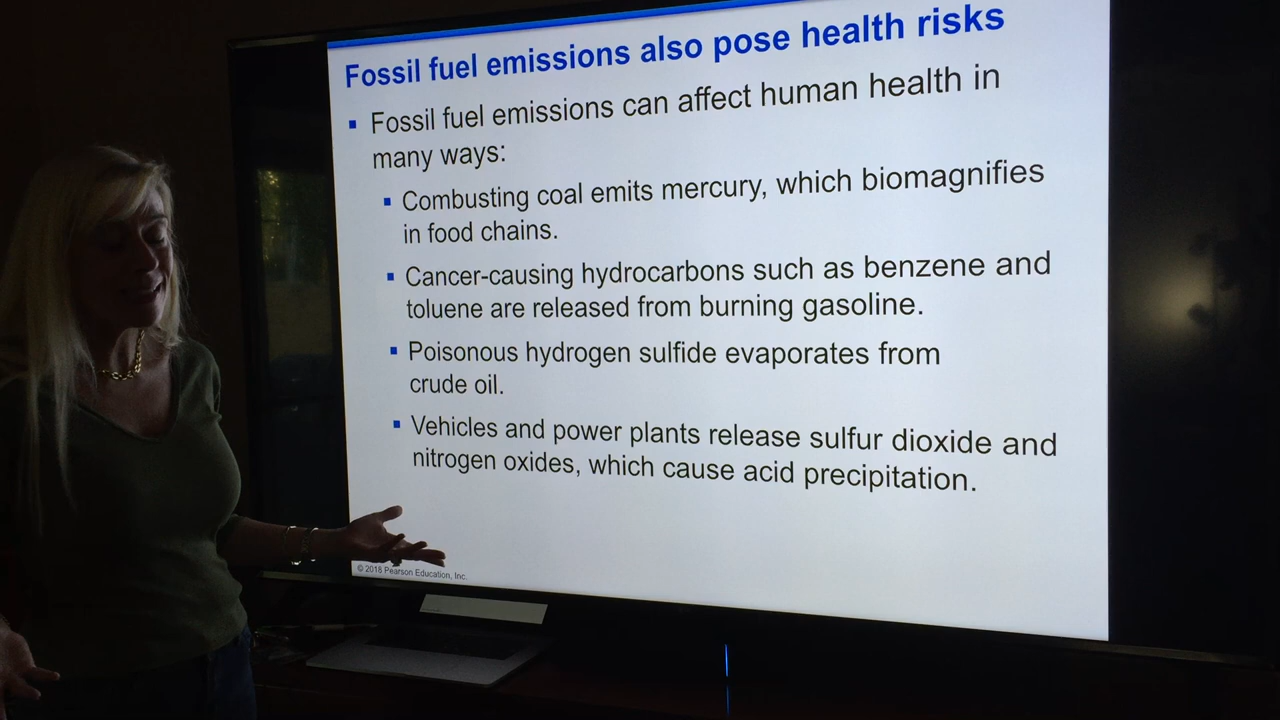 Fossil fuel emissions also pose health risks
▪ Fossil fuel emissions can affect human health in
many ways:
▪ Combusting coal emits mercury, which biomagnifies
in food chains.
▪ Cancer-causing hydrocarbons such as benzene and
toluene are released from burning gasoline.
▪ Poisonous hydrogen sulfide evaporates from
crude oil.
▪ Vehicles and power plants release sulfur dioxide and
nitrogen oxides, which cause acid precipitation.
© 2018 Pearson Education, Inc.